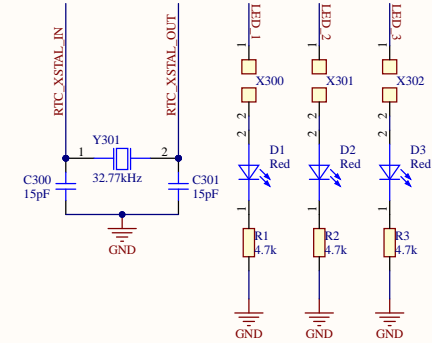 RTC_XSTAL_IN
RTC_XSTAL_OUT
LED_1
LED_2
LED_3
1
1
1
X300
X301
X302
2
2
2
2
2
2
Y301
1
2
32.77kHz
C300
15pF
C301
15pF
GND
D1
Red
D2
Red
D3
Red
1
1
1
R1
4.7k
R2
4.7k
R3
4.7k
GND
GND
GND